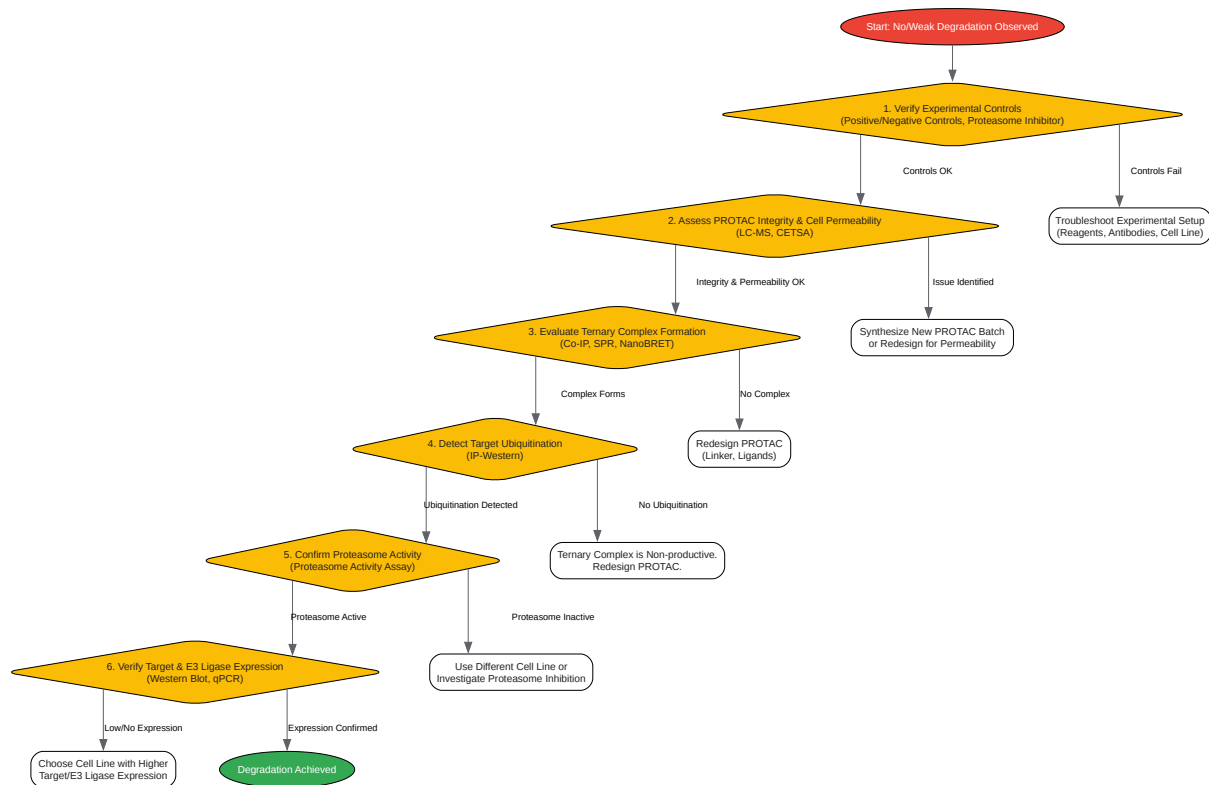 Start: No/Weak Degradation Observed
1. Verify Experimental Controls
(Positive/Negative Controls, Proteasome Inhibitor)
Controls OK
Controls Fail
2. Assess PROTAC Integrity & Cell Permeability
(LC-MS, CETSA)
Troubleshoot Experimental Setup
(Reagents, Antibodies, Cell Line)
Integrity & Permeability OK
Issue Identified
3. Evaluate Ternary Complex Formation
(Co-IP, SPR, NanoBRET)
Synthesize New PROTAC Batch
or Redesign for Permeability
Complex Forms
No Complex
4. Detect Target Ubiquitination
(IP-Western)
Redesign PROTAC
(Linker, Ligands)
Ubiquitination Detected
No Ubiquitination
5. Confirm Proteasome Activity
(Proteasome Activity Assay)
Ternary Complex is Non-productive.
Redesign PROTAC.
Proteasome Active
Proteasome Inactive
6. Verify Target & E3 Ligase Expression
(Western Blot, qPCR)
Use Different Cell Line or
Investigate Proteasome Inhibition
Low/No Expression
Expression Confirmed
Choose Cell Line with Higher
Target/E3 Ligase Expression
Degradation Achieved